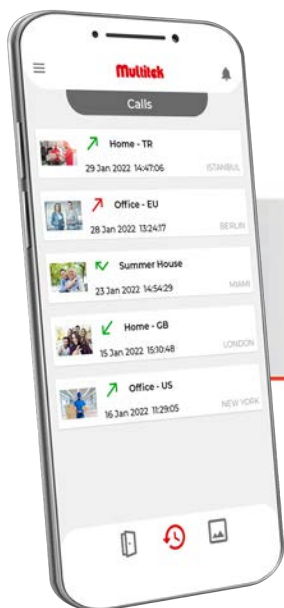 Multitek
Calls
Home - TR
29 Jan 2022 14:47:06 ISTANBUL
Office - EU
28 Jan 2022 13:24:17 BERLIN
Summer House
23 Jan 2022 14:54:29 MIAMI
Home - GB
15 Jan 2022 15:10:48 LONDON
Office - US
16 Jan 2022 11:29:05 NEW YORK